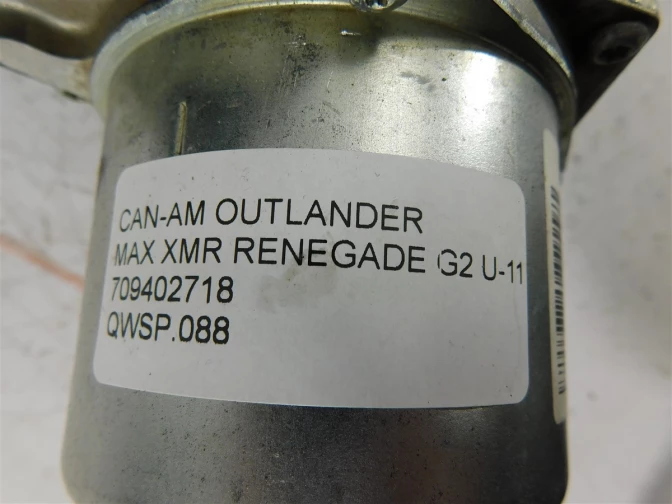 CAN-AM OUTLANDER
MAX XMR RENEGADE G2 U-11
709402718
QWSP.088